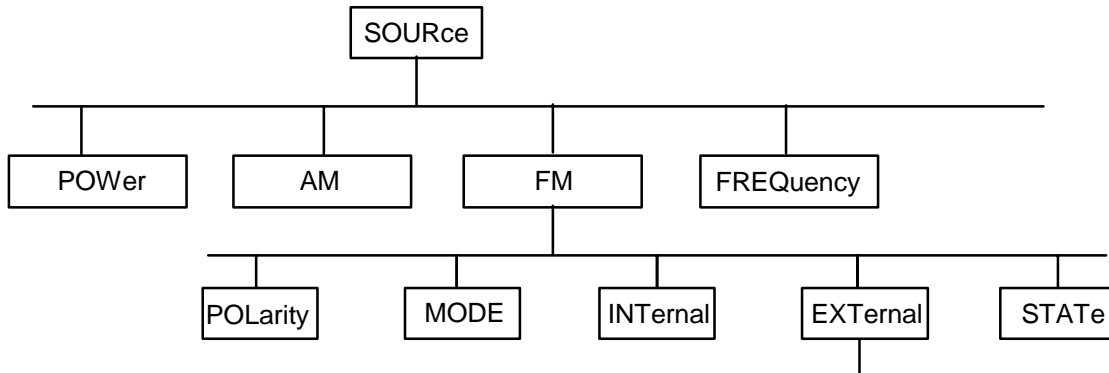 SOURce
POWer
AM
FM
FREQuency
POLarity
MODE
INTernal
EXTernal
STATe